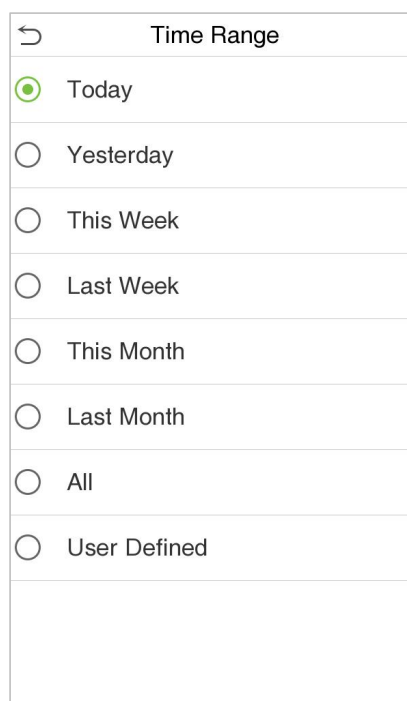 Time Range
Today
Yesterday
This Week
Last Week
This Month
Last Month
All
User Defined